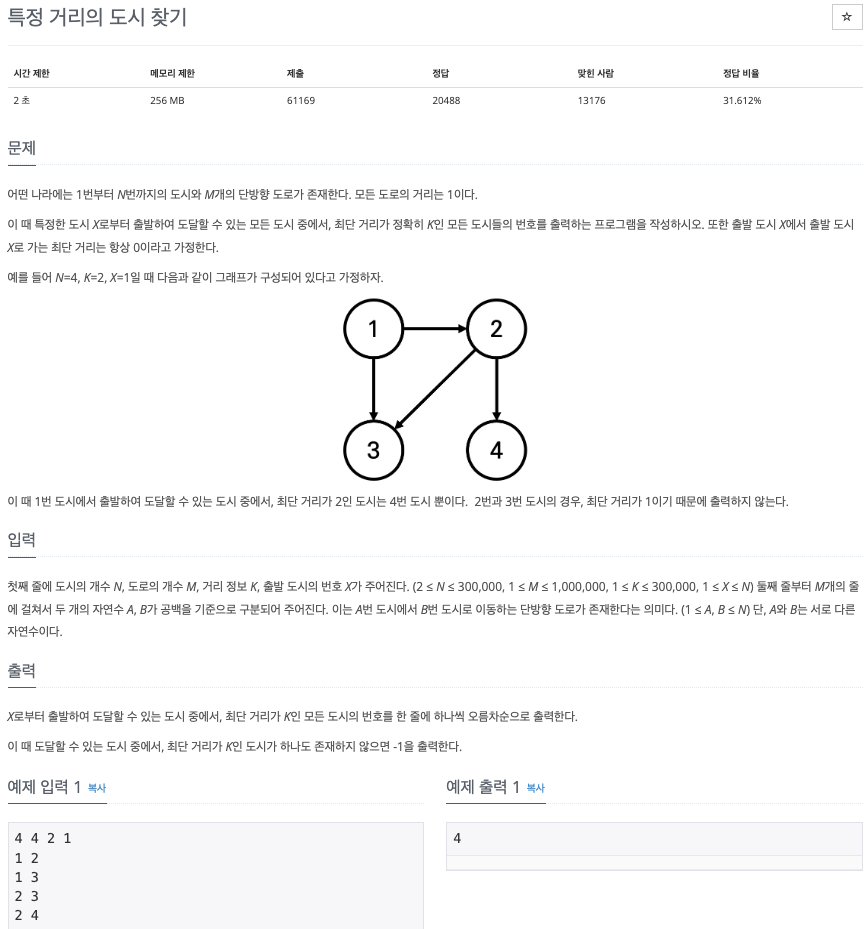 특정 거리의 도시 찾기
☆
시간 제한 메모리 제한 제출 정답 맞힌 사람 정답 비율
2 초 256 MB 61169 20488 13176 31.612%
문제
어떤 나라에는 1번부터 N번까지의 도시와 M개의 단방향 도로가 존재한다. 모든 도로의 거리는 1이다.
이 때 특정한 도시 X로부터 출발하여 도달할 수 있는 모든 도시 중에서, 최단 거리가 정확히 K인 모든 도시들의 번호를 출력하는 프로그램을 작성하시오. 또한 출발 도시 X에서 출발 도시
X로 가는 최단 거리는 항상 0이라고 가정한다.
예를 들어 N=4, K=2, X=1일 때 다음과 같이 그래프가 구성되어 있다고 가정하자.
1 2
3 4
이 때 1번 도시에서 출발하여 도달할 수 있는 도시 중에서, 최단 거리가 2인 도시는 4번 도시 뿐이다. 2번과 3번 도시의 경우, 최단 거리가 1이기 때문에 출력하지 않는다.
입력
첫째 줄에 도시의 개수 N, 도로의 개수 M, 거리 정보 K, 출발 도시의 번호 X가 주어진다. (2 ≤ N ≤ 300,000, 1 ≤ M ≤ 1,000,000, 1 ≤ K ≤ 300,000, 1 ≤ X ≤ N) 둘째 줄부터 M개의 줄
에 걸쳐서 두 개의 자연수 A, B가 공백을 기준으로 구분되어 주어진다. 이는 A번 도시에서 B번 도시로 이동하는 단방향 도로가 존재한다는 의미다. (1 ≤ A, B ≤ N) 단, A와 B는 서로 다른
자연수이다.
출력
X로부터 출발하여 도달할 수 있는 도시 중에서, 최단 거리가 K인 모든 도시의 번호를 한 줄에 하나씩 오름차순으로 출력한다.
이 때 도달할 수 있는 도시 중에서, 최단 거리가 K인 도시가 하나도 존재하지 않으면 -1을 출력한다.
예제 입력 1 복사
4 4 2 1
1 2
1 3
2 3
2 4
예제 출력 1 복사
4